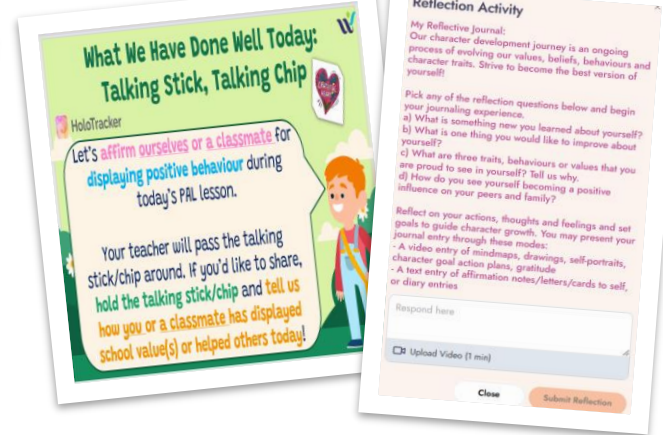 What We Have Done Well Today:
Talking Stick, Talking Chip
HoloTracker
Let's affirm ourselves or a classmate for
displaying positive behaviour during
today's PAL lesson.
Your teacher will pass the talking
stick/chip around. If you'd like to share,
hold the talking stick/chip and tell us
how you or a classmate has displayed
school value(s) or helped others today!
Reflection Activity
My Reflective Journal:
Our character development journey is an ongoing
process of evolving our values, beliefs, behaviours and
character traits. Strive to become the best version of
yourself!
Pick any of the reflection questions below and begin
your journaling experience.
a) What is something new you learned about yourself?
b) What is one thing you would like to improve about
yourself?
c) What are three traits, behaviours or values that you
are proud to see in yourself? Tell us why.
d) How do you see yourself becoming a positive
influence on your peers and family?
Reflect on your actions, thoughts and feelings and set
goals to guide character growth. You may present your
journal entry through these modes:
- A video entry of mindmaps, drawings, self-portraits,
character goal action plans, gratitude
- A text entry of affirmation notes/letters/cards to self,
or diary entries
Respond here
Upload Video (1 min)
Close
Submit Reflection